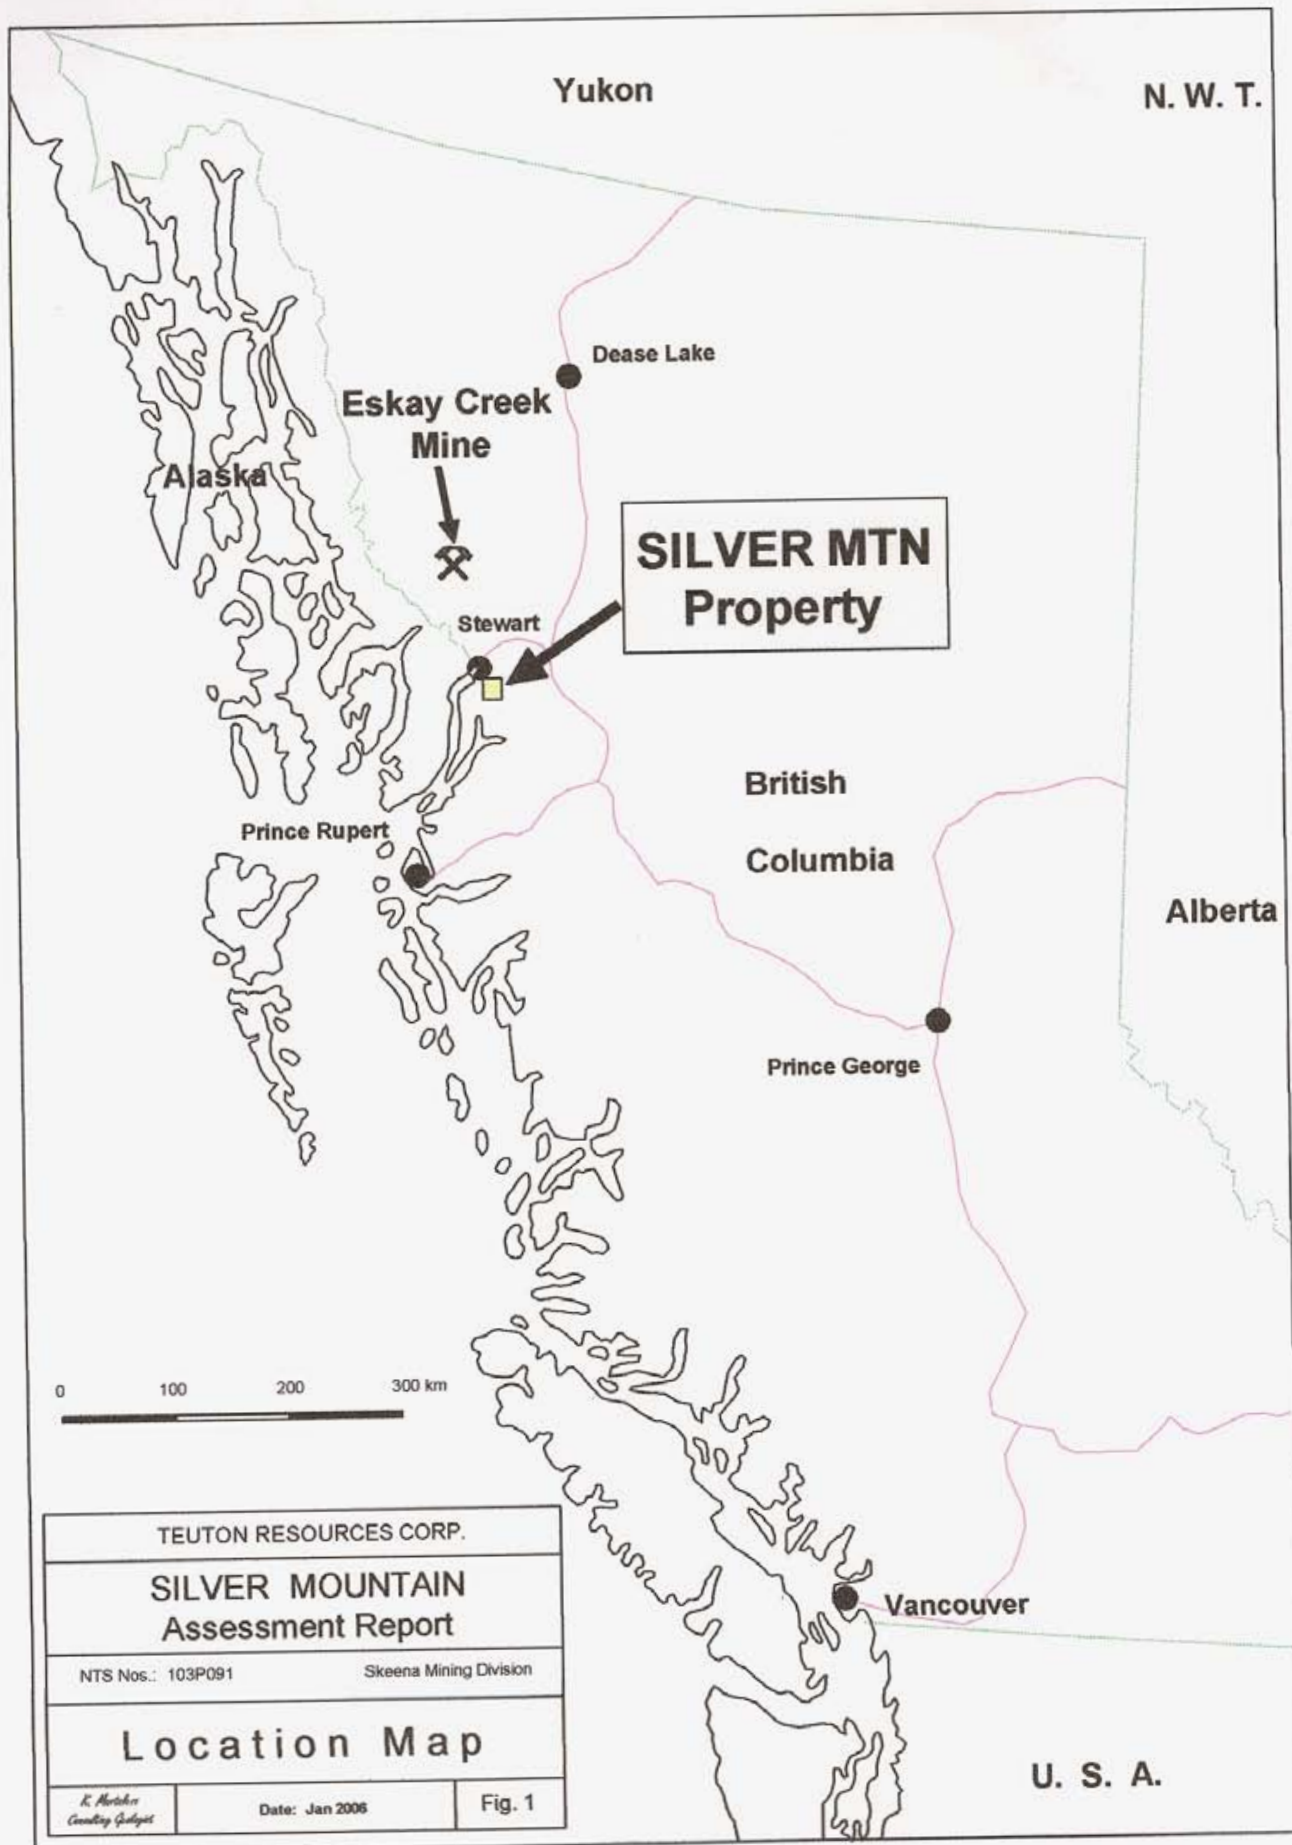 Yukon
N. W. T.
Dease Lake
Eskay Creek
Mine
Alaska
SILVER MTN
Property
Stewart
British
Columbia
Prince Rupert
Alberta
Prince George
0 100 200 300 km
Vancouver
U. S. A.
TEUTON RESOURCES CORP.
SILVER MOUNTAIN
Assessment Report
NTS Nos.: 103P091 Skeena Mining Division
Location Map
K.
Consulting Geologist
Date: Jan 2006 Fig. 1